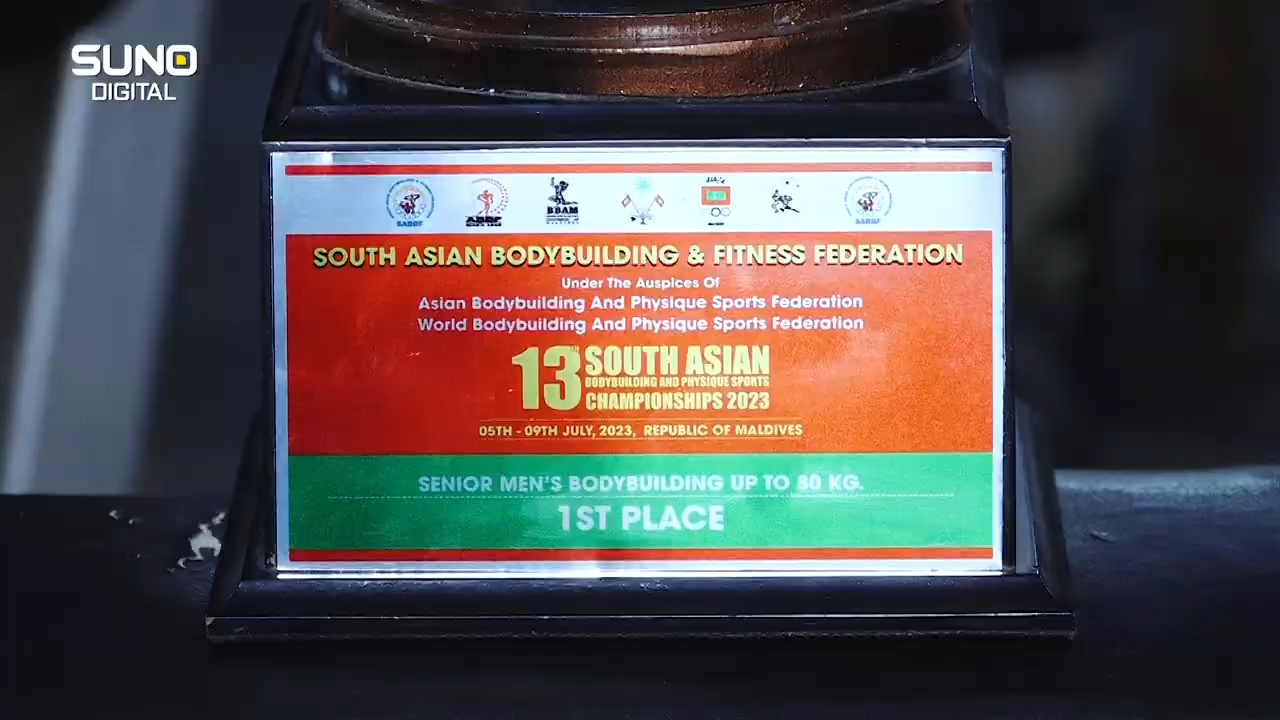 SUNO
DIGITAL
BBAM
SOUTH ASIAN BODYBUILDING & FITNESS FEDERATION
Under The Auspices Of
Asian Bodybuilding And Physique Sports Federation
World Bodybuilding And Physique Sports Federation
13TH SOUTH ASIAN
BODYBUILDING AND PHYSIQUE SPORTS
CHAMPIONSHIPS 2023
05TH - 09TH JULY, 2023, REPUBLIC OF MALDIVES
SENIOR MEN'S BODYBUILDING UP TO 80 KG.
1ST PLACE